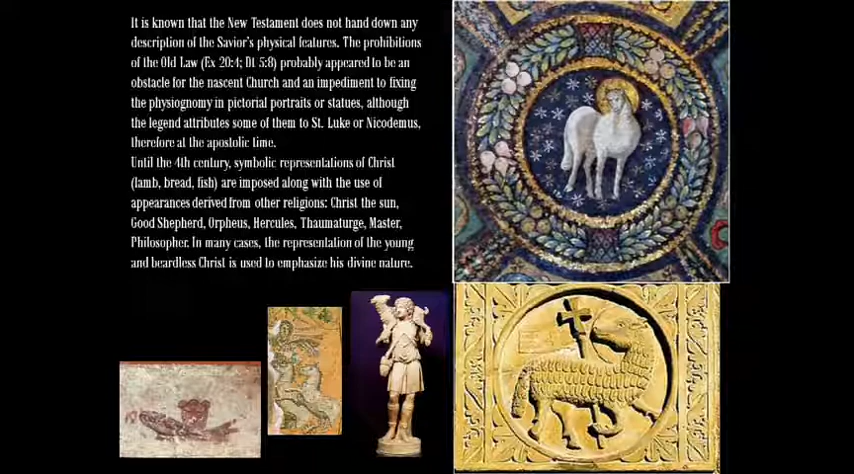 It is known that the New Testament does not hand down any
description of the Savior's physical features. The prohibitions
of the Old Law (Ex 20:4; Dt 5:8) probably appeared to be an
obstacle for the nascent Church and an impediment to fixing
the physiognomy in pictorial portraits or statues, although
the legend attributes some of them to St. Luke or Nicodemus,
therefore at the apostolic time.
Until the 4th century, symbolic representations of Christ
(lamb, bread, fish) are imposed along with the use of
appearances derived from other religions: Christ the sun,
Good Shepherd, Orpheus, Hercules, Thaumaturge, Master,
Philosopher. In many cases, the representation of the young
and beardless Christ is used to emphasize his divine nature.